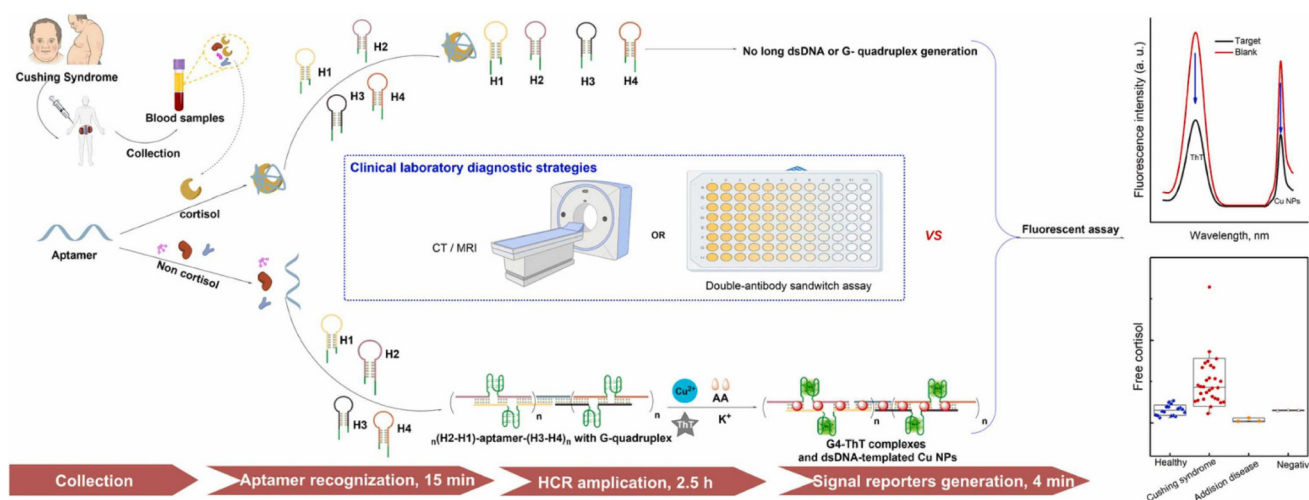 Cushing Syndrome
Blood samples
Collection
Aptamer
cortisol
Non cortisol
H1
H2
H3
H4
H1
H2
H3
H4
No long dsDNA or G- quadruplex generation
Clinical laboratory diagnostic strategies
CT / MRI
OR
Double-antibody sandwitch assay
VS
Fluorescent assay
H1
H2
H3
H4
n
n
n(H2-H1)-aptamer-(H3-H4)n with G-quadruplex
Cu2+
AA
ThT
K+
n
n
G4-ThT complexes
and dsDNA-templated Cu NPs
Fluorescence intensity (a. u.)
Target
Blank
ThT
Cu NPs
Wavelength, nm
Free cortisol
Healthy
Cushing syndrome
Addision disease
Negative
Collection
Aptamer recognization, 15 min
HCR amplication, 2.5 h
Signal reporters generation, 4 min